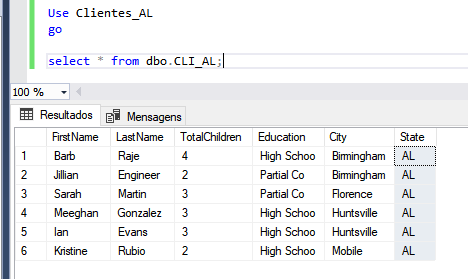 Use Clientes_AL
go
select * from dbo.CLI_AL;
100 %
Resultados Mensagens
FirstName LastName TotalChildren Education City State
1 Barb Raje 4 High Schoo Birmingham AL
2 Jillian Engineer 2 Partial Co Birmingham AL
3 Sarah Martin 3 Partial Co Florence AL
4 Meeghan Gonzalez 3 High Schoo Huntsville AL
5 Ian Evans 3 High Schoo Huntsville AL
6 Kristine Rubio 2 High Schoo Mobile AL